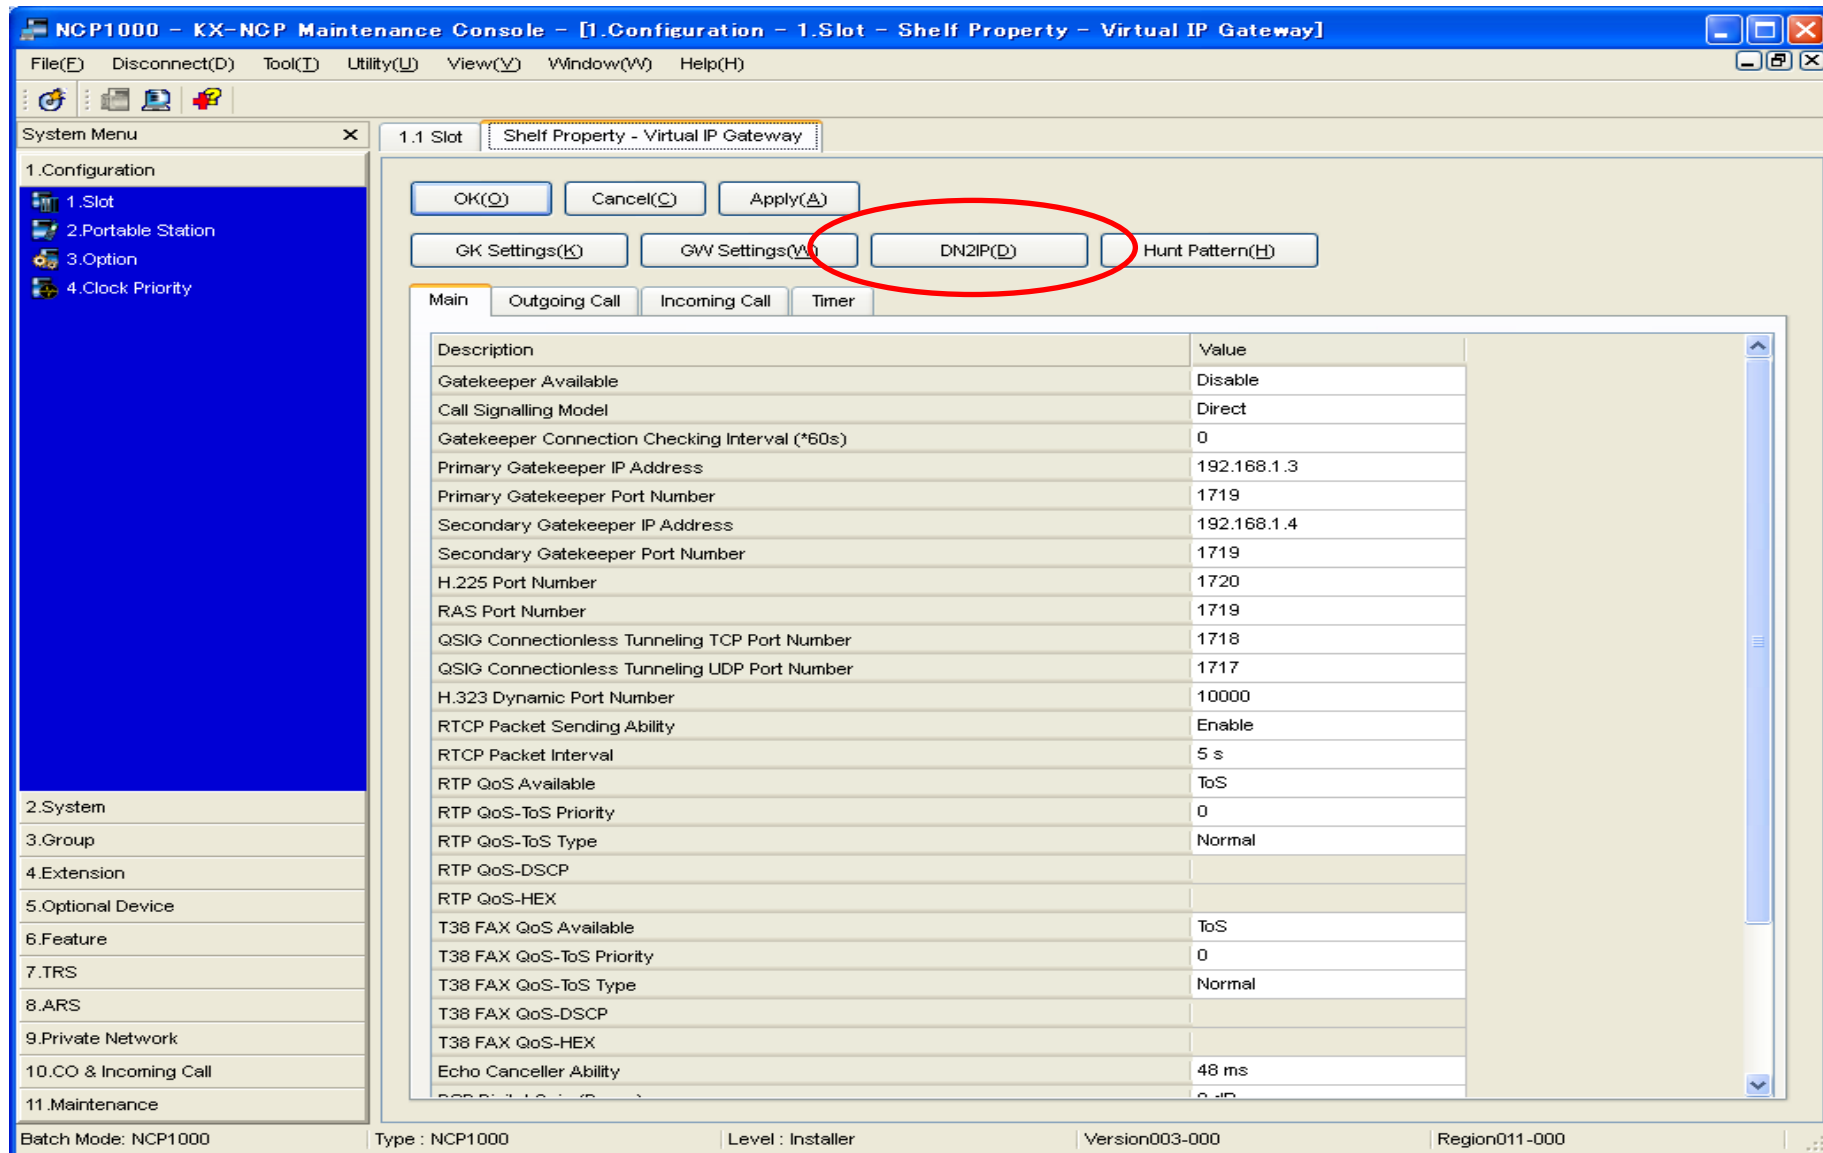 NCP1000 - KX-NCP Maintenance Console - [1.Configuration - 1.Slot - Shelf Property - Virtual IP Gateway]
File(F) Disconnect(D) Tool(T) Utility(U) View(V) Window(W) Help(H)
System Menu
1.1 Slot Shelf Property - Virtual IP Gateway
1.Configuration
1.Slot
2.Portable Station
3.Option
4.Clock Priority
2.System
3.Group
4.Extension
5.Optional Device
6.Feature
7.TRS
8.ARS
9.Private Network
10.CO & Incoming Call
11.Maintenance
OK(O) Cancel(C) Apply(A)
GK Settings(K) GW Settings(W) DN2IP(D) Hunt Pattern(H)
Main Outgoing Call Incoming Call Timer
Description Value
Gatekeeper Available Disable
Call Signalling Model Direct
Gatekeeper Connection Checking Interval (*60s) 0
Primary Gatekeeper IP Address 192.168.1.3
Primary Gatekeeper Port Number 1719
Secondary Gatekeeper IP Address 192.168.1.4
Secondary Gatekeeper Port Number 1719
H.225 Port Number 1720
RAS Port Number 1719
QSIG Connectionless Tunneling TCP Port Number 1718
QSIG Connectionless Tunneling UDP Port Number 1717
H.323 Dynamic Port Number 10000
RTCP Packet Sending Ability Enable
RTCP Packet Interval 5 s
RTP QoS Available ToS
RTP QoS-ToS Priority 0
RTP QoS-ToS Type Normal
RTP QoS-DSCP
RTP QoS-HEX
T38 FAX QoS Available ToS
T38 FAX QoS-ToS Priority 0
T38 FAX QoS-ToS Type Normal
T38 FAX QoS-DSCP
T38 FAX QoS-HEX
Echo Canceller Ability 48 ms
Batch Mode: NCP1000 Type : NCP1000 Level : Installer Version003-000 Region011-000